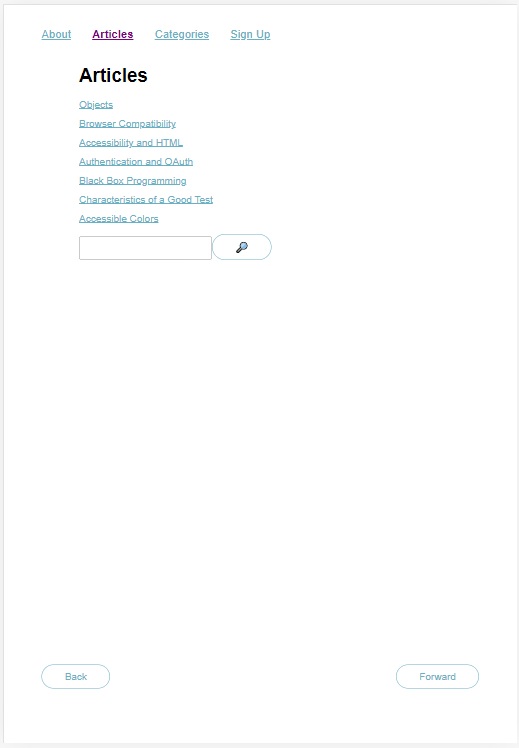 About Articles Categories Sign Up
Articles
Objects
Browser Compatibility
Accessibility and HTML
Authentication and OAuth
Black Box Programming
Characteristics of a Good Test
Accessible Colors
Back Forward